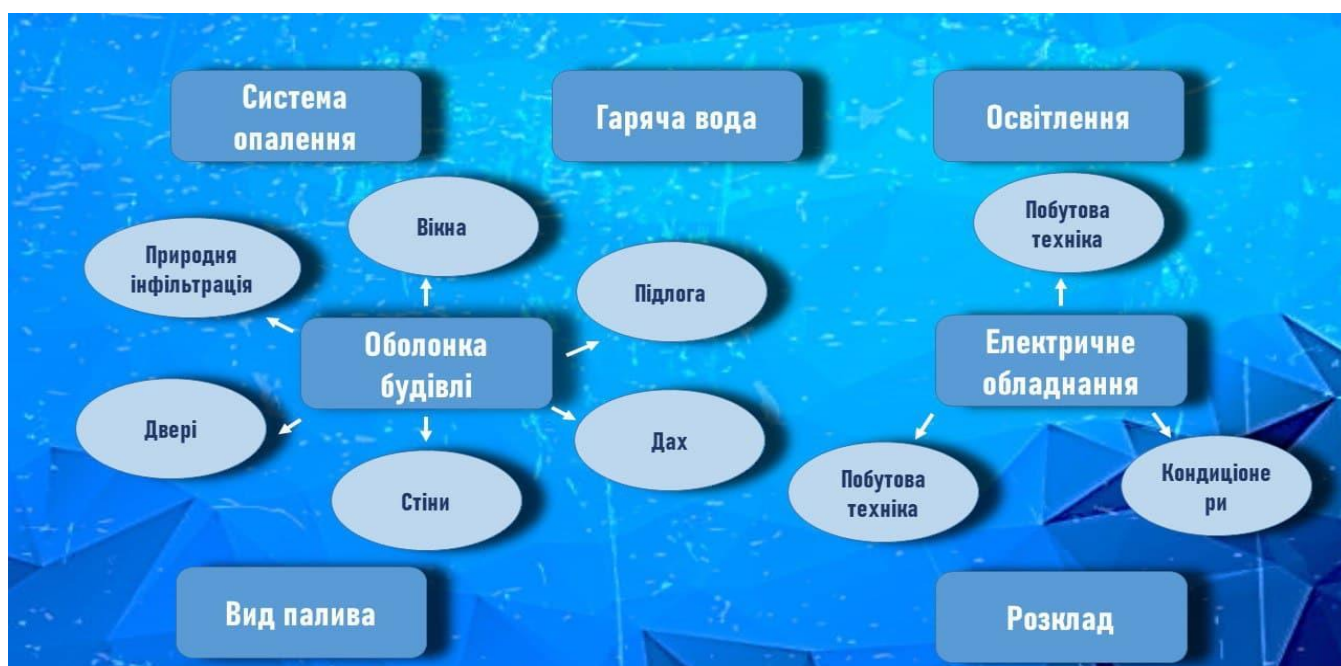 Система
опалення
Гаряча вода
Освітлення
Вікна
Побутова
техніка
Природня
інфільтрація
Підлога
Оболонка
будівлі
Електричне
обладнання
Двері
Дах
Стіни
Побутова
техніка
Кондиціоне
ри
Вид палива
Розклад